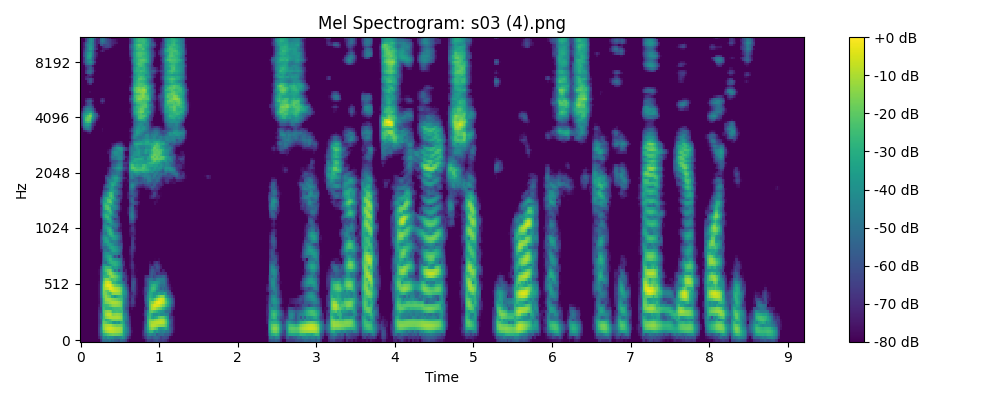 Mel Spectrogram: s03 (4).png
Hz
8192
4096
2048
1024
512
0
0 1 2 3 4 5 6 7 8 9
Time
+0 dB
-10 dB
-20 dB
-30 dB
-40 dB
-50 dB
-60 dB
-70 dB
-80 dB